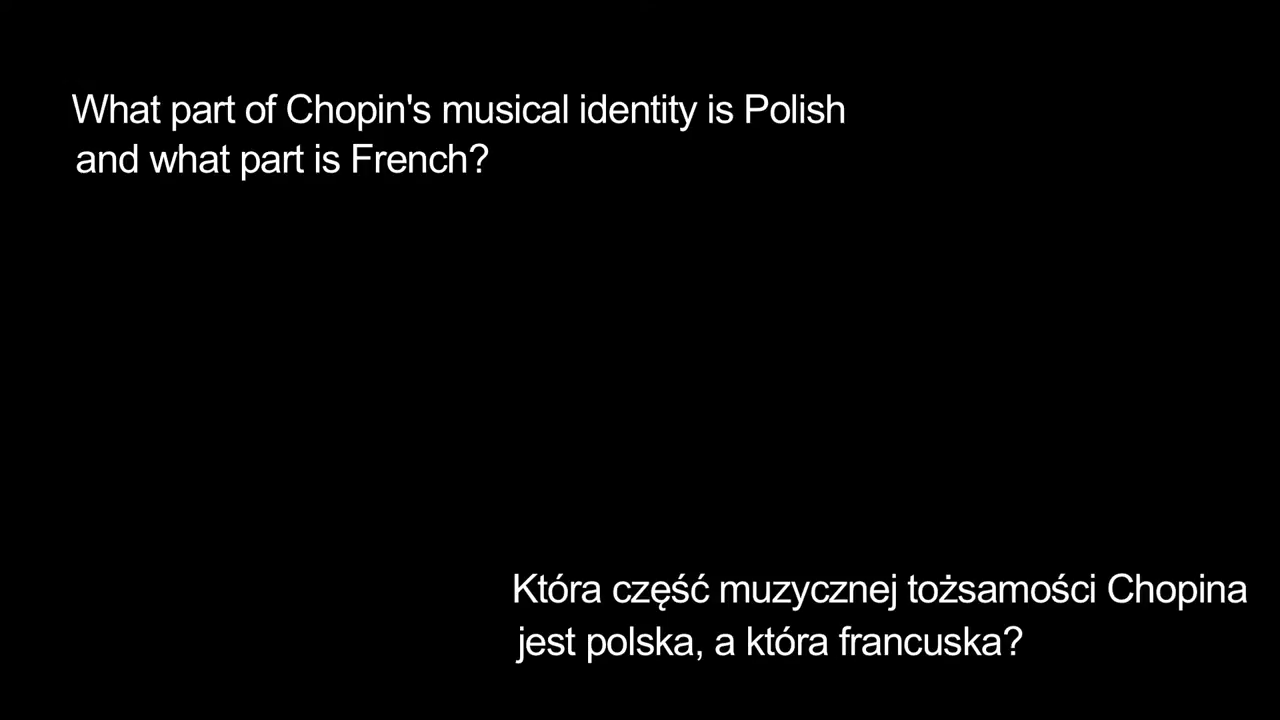 What part of Chopin's musical identity is Polish
and what part is French?
Która część muzycznej tożsamości Chopina
jest polska, a która francuska?